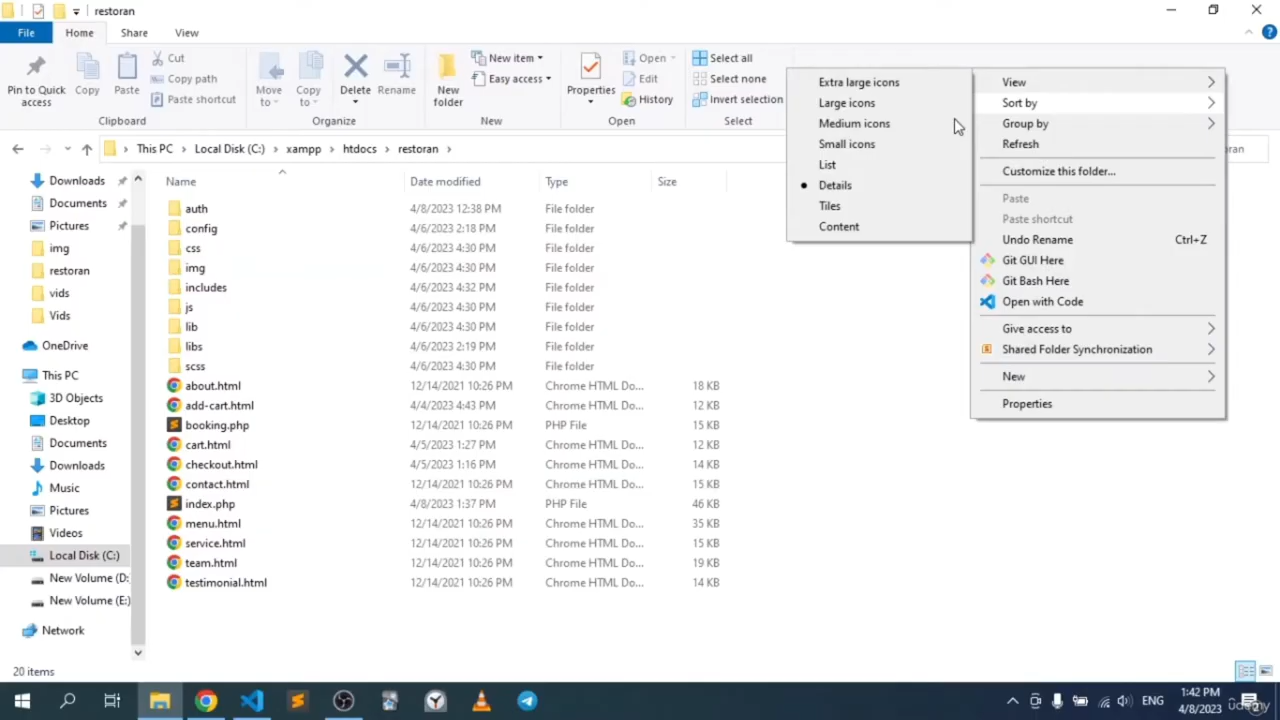 restoran
File
Home
Share
View
Pin to Quick access
Copy
Paste
Cut
Copy path
Paste shortcut
Clipboard
Move to
Copy to
Delete
Rename
Organize
New folder
New item
Easy access
New
Properties
Open
Edit
History
Open
Select all
Select none
Invert selection
Select
This PC > Local Disk (C:) > xampp > htdocs > restoran >
Name
Date modified
Type
Size
Downloads
Documents
Pictures
img
restoran
vids
Vids
OneDrive
This PC
3D Objects
Desktop
Documents
Downloads
Music
Pictures
Videos
Local Disk (C:)
New Volume (D:
New Volume (E:)
Network
auth 4/8/2023 12:38 PM File folder
config 4/6/2023 2:18 PM File folder
css 4/6/2023 4:30 PM File folder
img 4/6/2023 4:30 PM File folder
includes 4/6/2023 4:32 PM File folder
js 4/6/2023 4:30 PM File folder
lib 4/6/2023 4:30 PM File folder
libs 4/6/2023 2:19 PM File folder
scss 4/6/2023 4:30 PM File folder
about.html 12/14/2021 10:26 PM Chrome HTML Do... 18 KB
add-cart.html 4/4/2023 4:43 PM Chrome HTML Do... 12 KB
booking.php 12/14/2021 10:26 PM PHP File 15 KB
cart.html 4/5/2023 1:27 PM Chrome HTML Do... 12 KB
checkout.html 4/5/2023 1:16 PM Chrome HTML Do... 14 KB
contact.html 12/14/2021 10:26 PM Chrome HTML Do... 15 KB
index.php 4/8/2023 1:37 PM PHP File 46 KB
menu.html 12/14/2021 10:26 PM Chrome HTML Do... 35 KB
service.html 12/14/2021 10:26 PM Chrome HTML Do... 15 KB
team.html 12/14/2021 10:26 PM Chrome HTML Do... 19 KB
testimonial.html 12/14/2021 10:26 PM Chrome HTML Do... 14 KB
Extra large icons
Large icons
Medium icons
Small icons
List
Details
Tiles
Content
View
Sort by
Group by
Refresh
Customize this folder...
Paste
Paste shortcut
Undo Rename Ctrl+Z
Git GUI Here
Git Bash Here
Open with Code
Give access to
Shared Folder Synchronization
New
Properties
oran
20 items
ENG
1:42 PM
4/8/2023
udemy